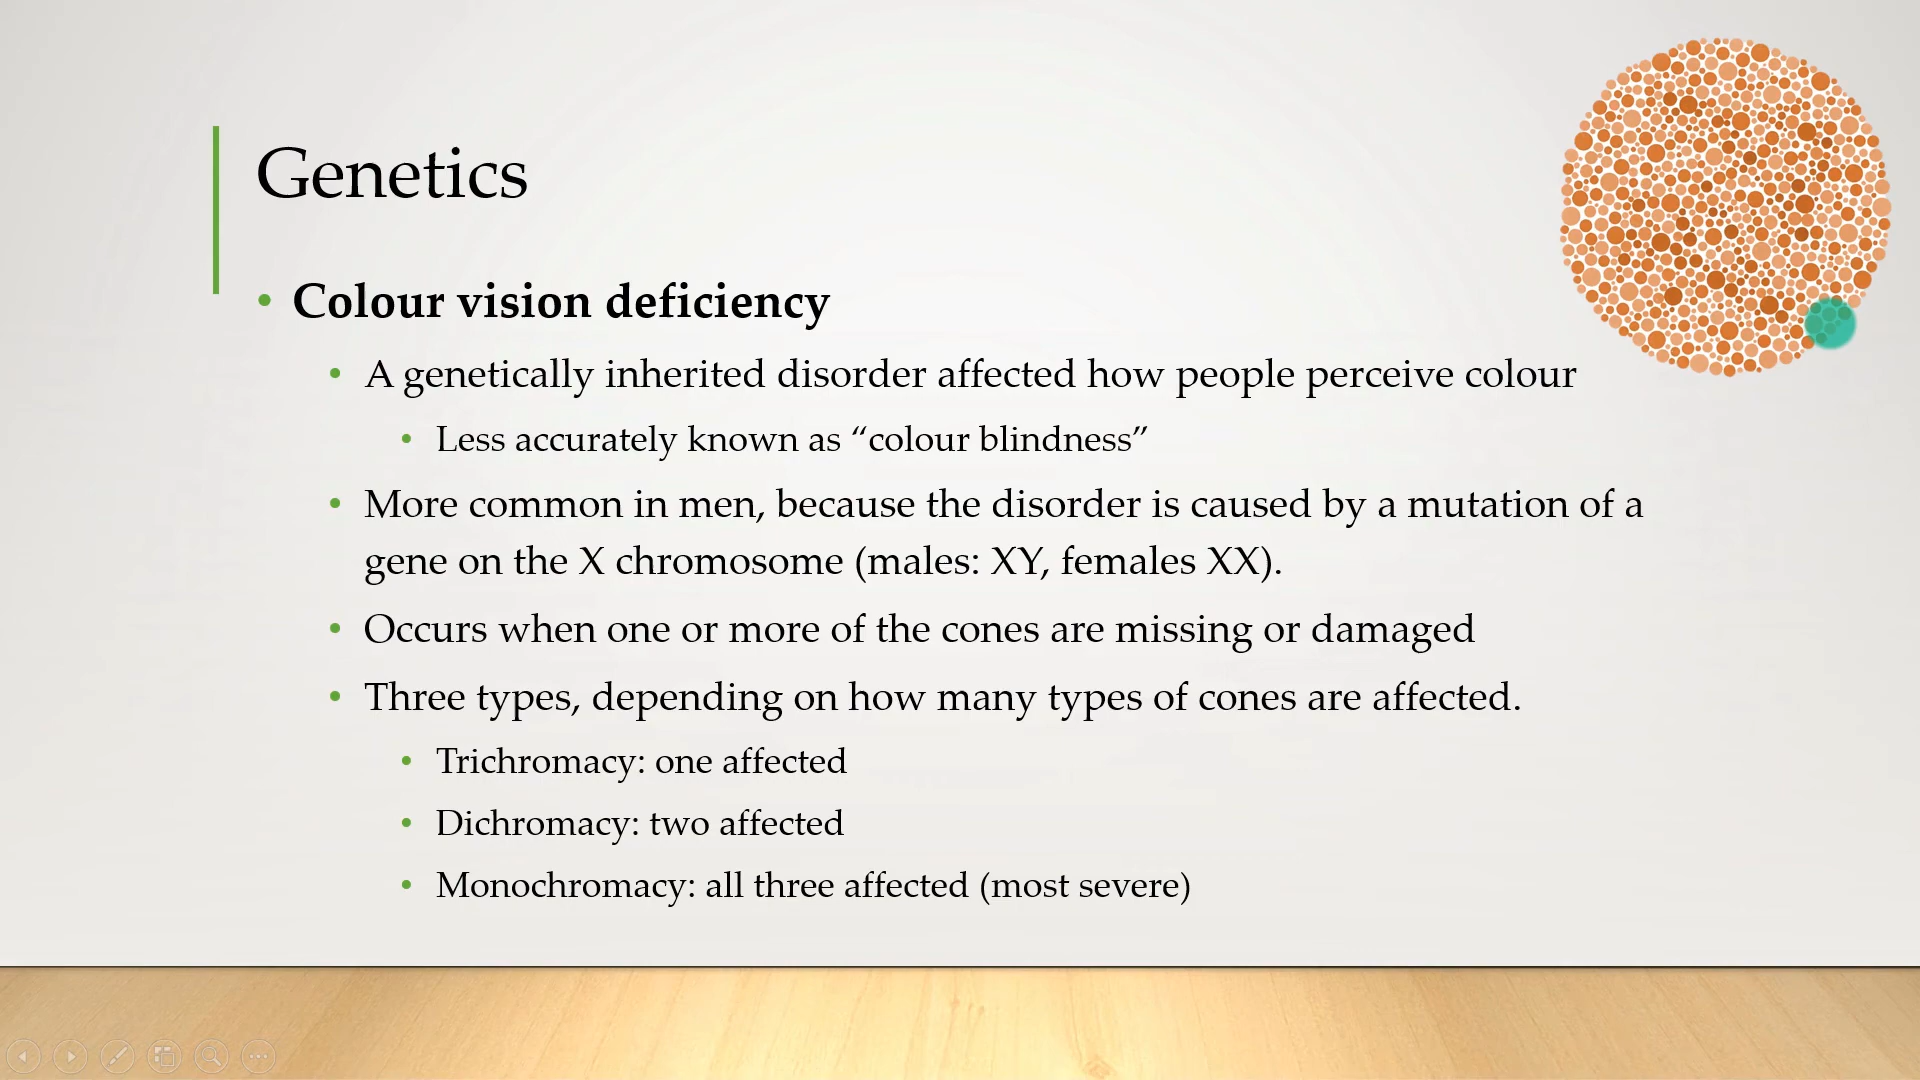 Genetics
• Colour vision deficiency
• A genetically inherited disorder affected how people perceive colour
• Less accurately known as “colour blindness”
• More common in men, because the disorder is caused by a mutation of a
gene on the X chromosome (males: XY, females XX).
• Occurs when one or more of the cones are missing or damaged
• Three types, depending on how many types of cones are affected.
• Trichromacy: one affected
• Dichromacy: two affected
• Monochromacy: all three affected (most severe)